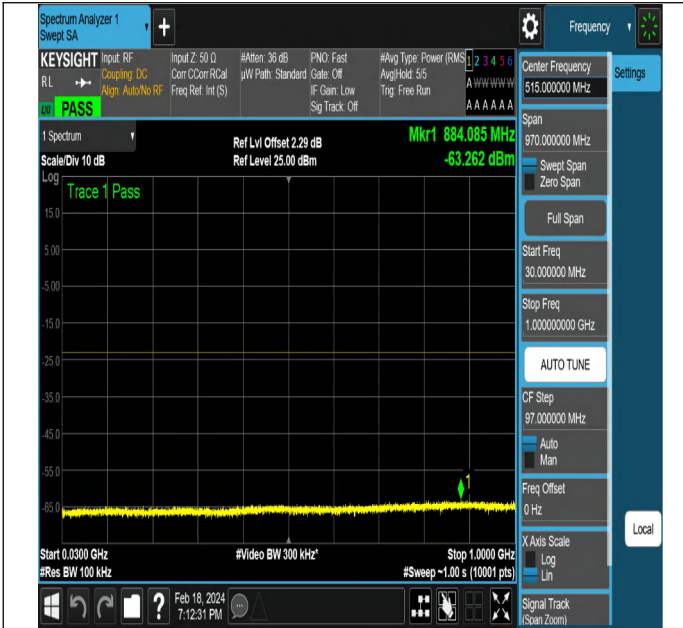 Spectrum Analyzer 1
Swept SA
Frequency
KEYSIGHT
RL
LXI
PASS
Input: RF
Coupling: DC
Align: Auto/No RF
Input Z: 50 Ω
Corr CCorr RCal
Freq Ref: Int (S)
#Atten: 36 dB
µW Path: Standard
PNO: Fast
Gate: Off
IF Gain: Low
Sig Track: Off
#Avg Type: Power (RMS
Avg|Hold: 5/5
Trig: Free Run
1 2 3 4 5 6
A W W W W W
A A A A A A
1 Spectrum
Scale/Div 10 dB
Ref Lvl Offset 2.29 dB
Ref Level 25.00 dBm
Mkr1 884.085 MHz
-63.262 dBm
Log
Trace 1 Pass
15.0
5.00
-5.00
-15.0
-25.0
-35.0
-45.0
-55.0
-65.0
1
Start 0.0300 GHz
#Res BW 100 kHz
#Video BW 300 kHz*
Stop 1.0000 GHz
#Sweep ~1.00 s (10001 pts)
Center Frequency
515.000000 MHz
Settings
Span
970.000000 MHz
Swept Span
Zero Span
Full Span
Start Freq
30.000000 MHz
Stop Freq
1.000000000 GHz
AUTO TUNE
CF Step
97.000000 MHz
Auto
Man
Freq Offset
0 Hz
Local
X Axis Scale
Log
Lin
Signal Track
(Span Zoom)
?
Feb 18, 2024
7:12:31 PM